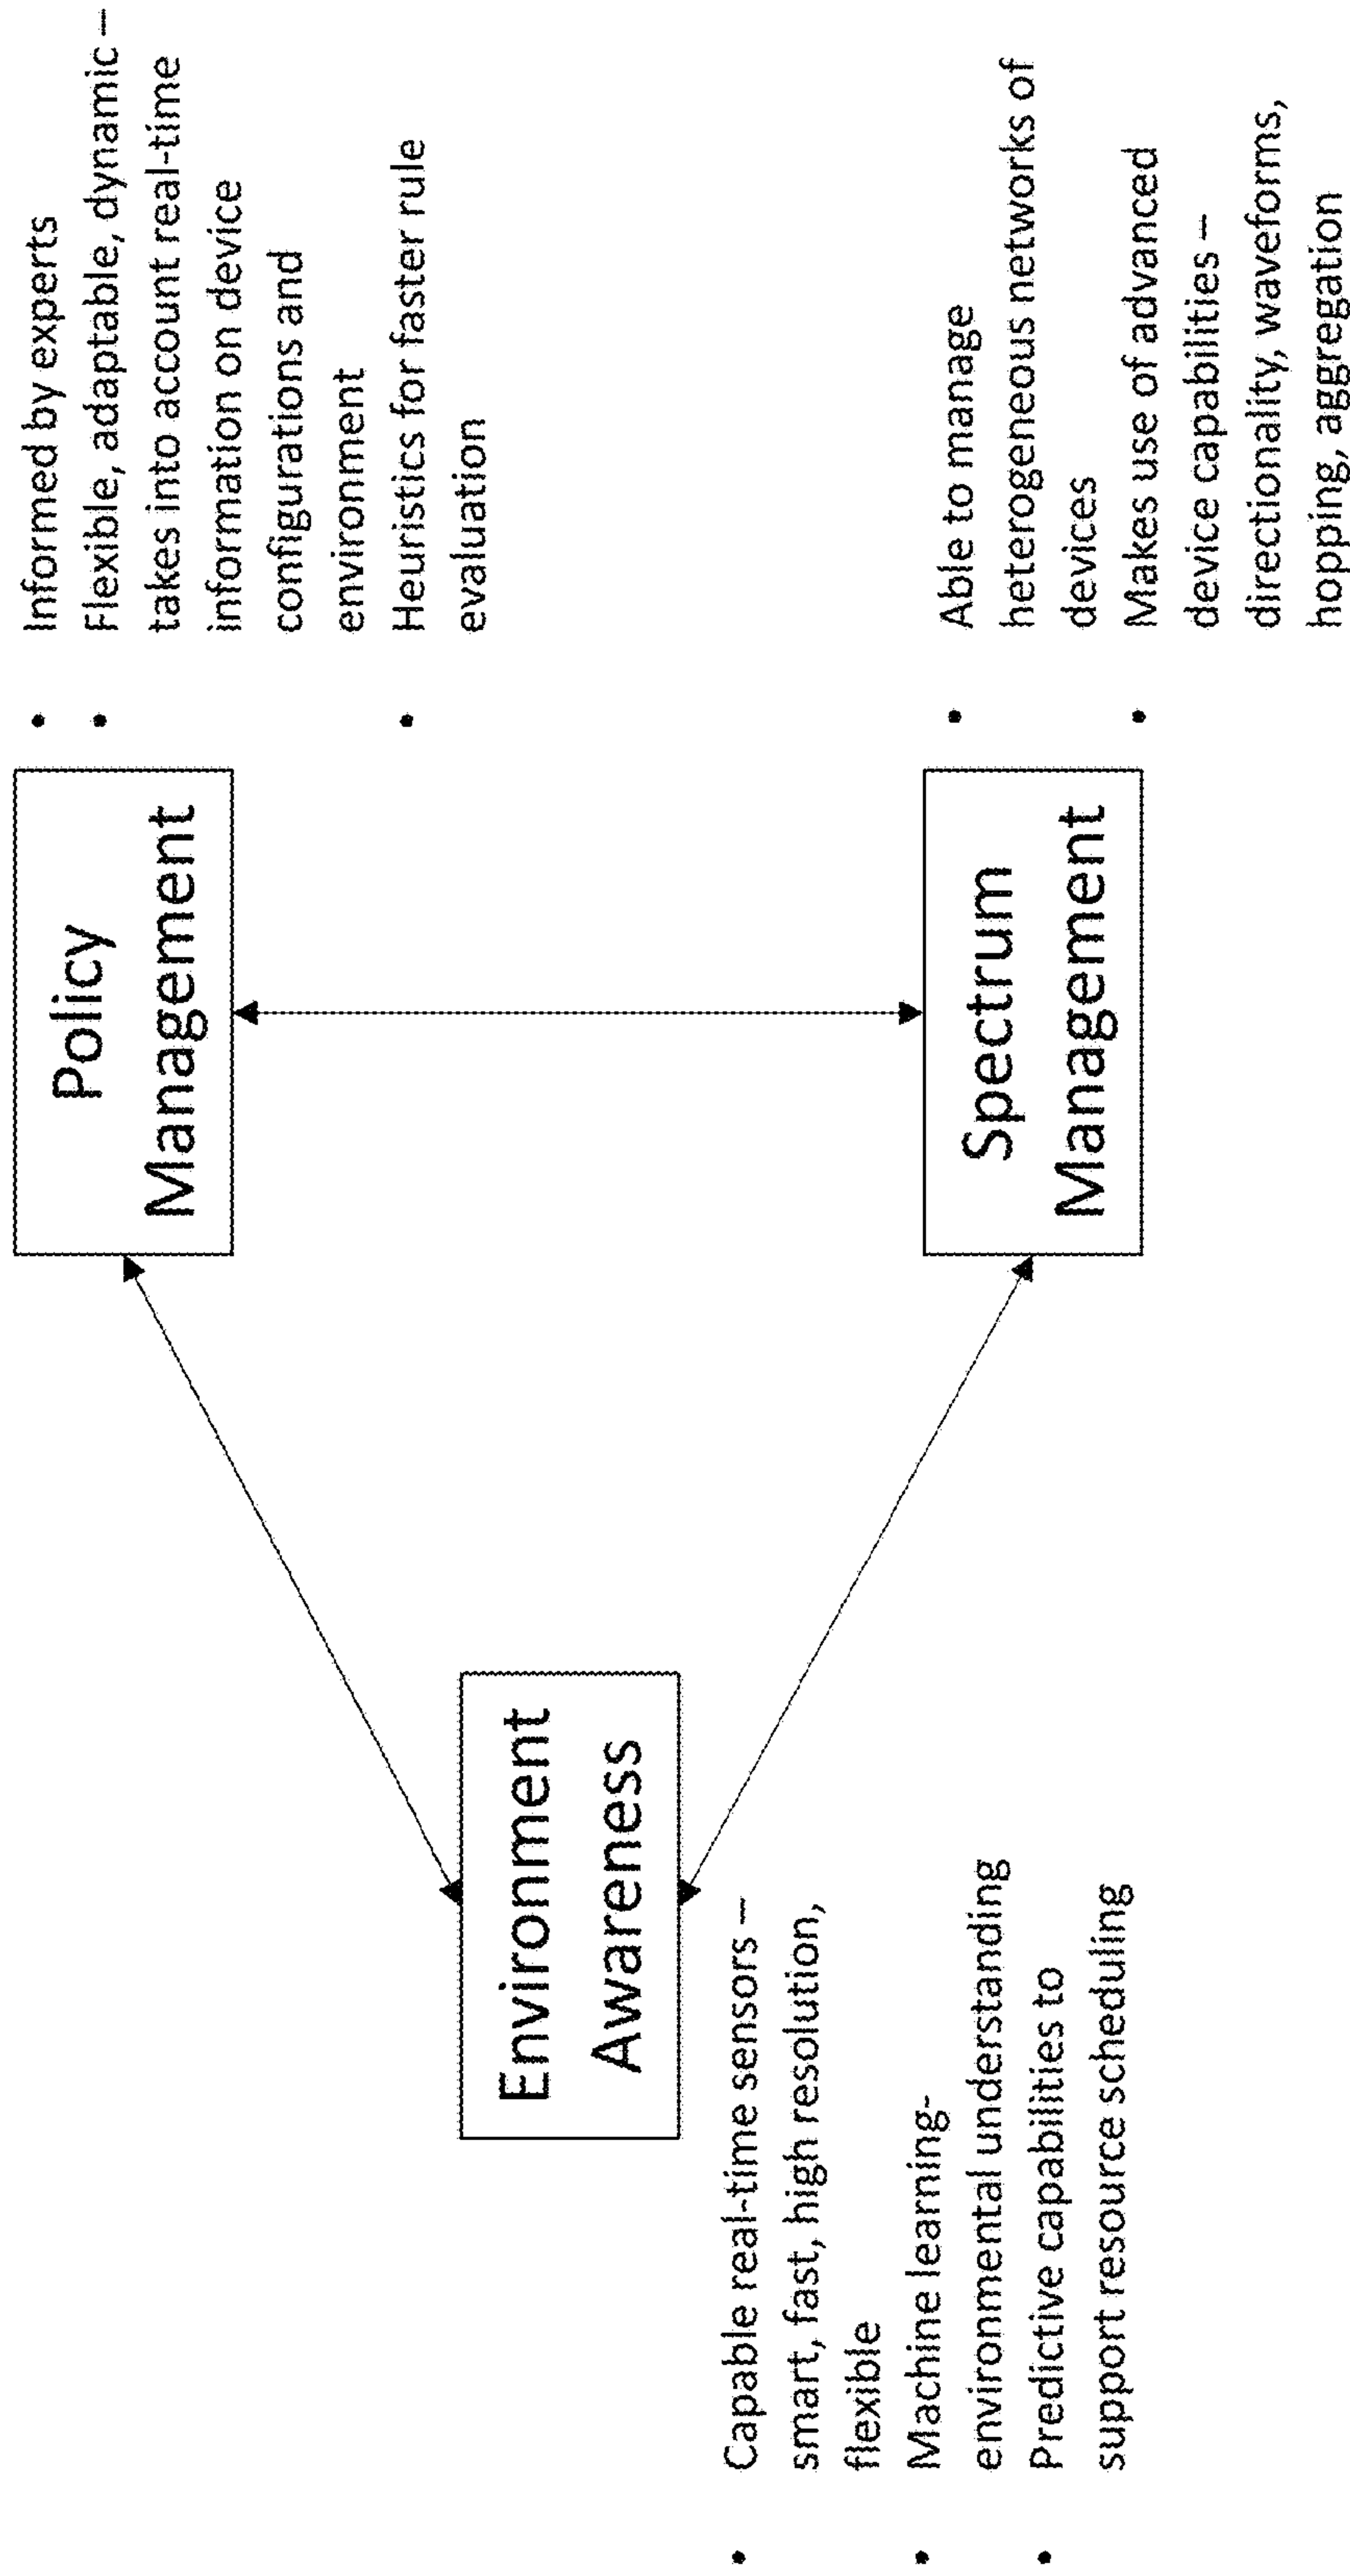 Policy
Management
• Informed by experts
• Flexible, adaptable, dynamic –
takes into account real-time
information on device
configurations and
environment
• Heuristics for faster rule
evaluation
Environment
Awareness
• Capable real-time sensors –
smart, fast, high resolution,
flexible
• Machine learning-
environmental understanding
• Predictive capabilities to
support resource scheduling
Spectrum
Management
• Able to manage
heterogeneous networks of
devices
• Makes use of advanced
device capabilities –
directionality, waveforms,
hopping, aggregation